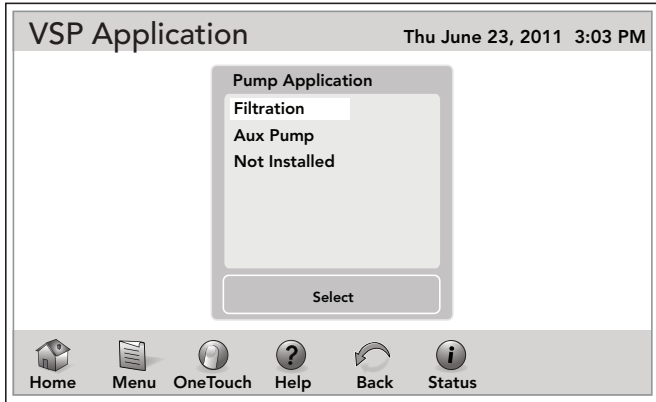 VSP Application Thu June 23, 2011 3:03 PM
Pump Application
Filtration
Aux Pump
Not Installed
Select
Home Menu OneTouch Help Back Status